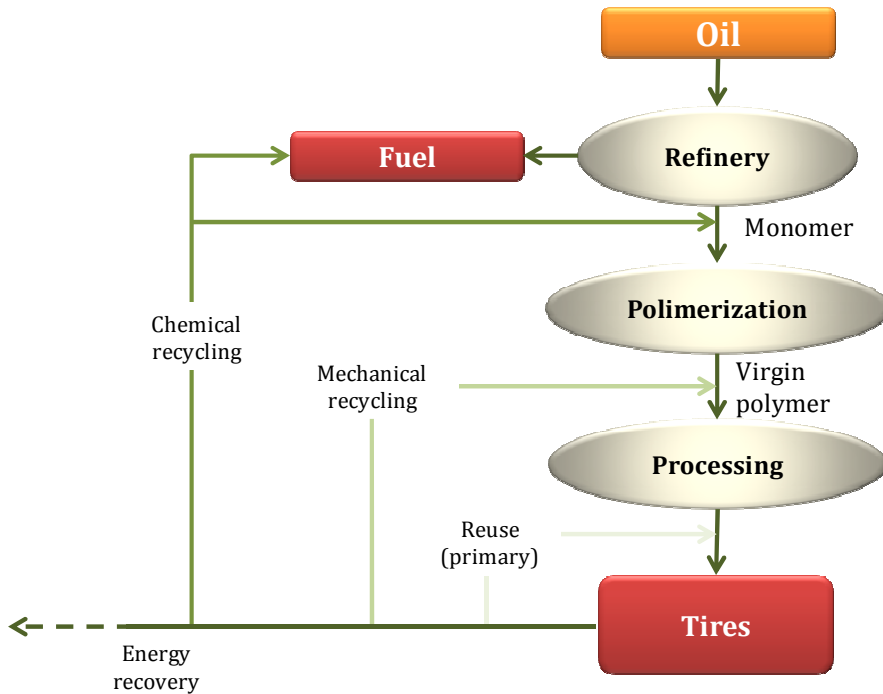 Oil
Fuel
Refinery
Monomer
Polimerization
Chemical
recycling
Mechanical
recycling
Virgin
polymer
Processing
Reuse
(primary)
Tires
Energy
recovery